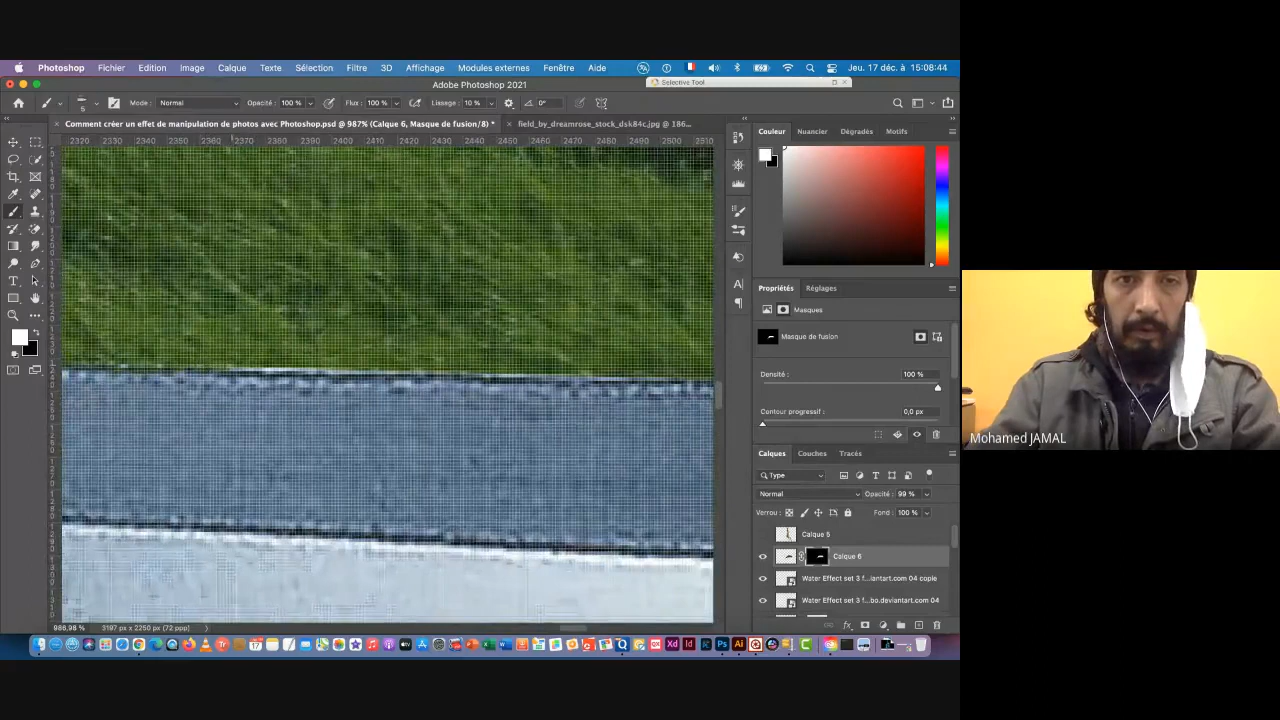 Photoshop Fichier Edition Image Calque Texte Sélection Filtre 3D Affichage Modules externes Fenêtre Aide Jeu. 17 déc. à 15:08:44
Adobe Photoshop 2021
Selective Tool
5 Mode : Normal Opacité : 100 % Flux : 100 % Lissage : 10 % 0°
Comment créer un effet de manipulation de photos avec Photoshop.psd @ 987% (Calque 6, Masque de fusion/8) *
field_by_dreamrose_stock_dsk84c.jpg @ 186...
2320 2330 2340 2350 2360 2370 2380 2390 2400 2410 2420 2430 2440 2450 2460 2470 2480 2490 2500 2510
Couleur Nuancier Dégradés Motifs
Propriétés Réglages
Masques
Masque de fusion
Densité : 100 %
Contour progressif : 0,0 px
Calques Couches Tracés
Type
Normal Opacité : 99 %
Verrou : Fond : 100 %
Calque 5
Calque 6
Water Effect set 3 f...iantart.com 04 copie
Water Effect set 3 f...bo.deviantart.com 04
986,98 % 3197 px x 2250 px (72 ppp)
Mohamed JAMAL